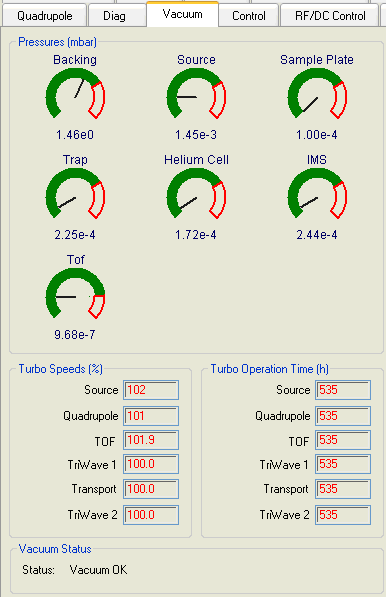 Quadrupole Diag Vacuum Control RF/DC Control
Pressures (mbar)
Backing Source Sample Plate
1.46e0 1.45e-3 1.00e-4
Trap Helium Cell IMS
2.25e-4 1.72e-4 2.44e-4
Tof
9.68e-7
Turbo Speeds (%) Turbo Operation Time (h)
Source 102 Source 535
Quadrupole 101 Quadrupole 535
TOF 101.9 TOF 535
TriWave 1 100.0 TriWave 1 535
Transport 100.0 Transport 535
TriWave 2 100.0 TriWave 2 535
Vacuum Status
Status: Vacuum OK